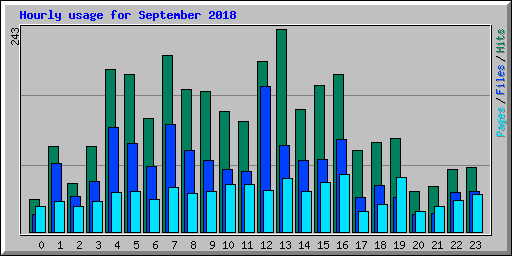 Hourly usage for September 2018
243
Pages / Files / Hits
0 1 2 3 4 5 6 7 8 9 10 11 12 13 14 15 16 17 18 19 20 21 22 23